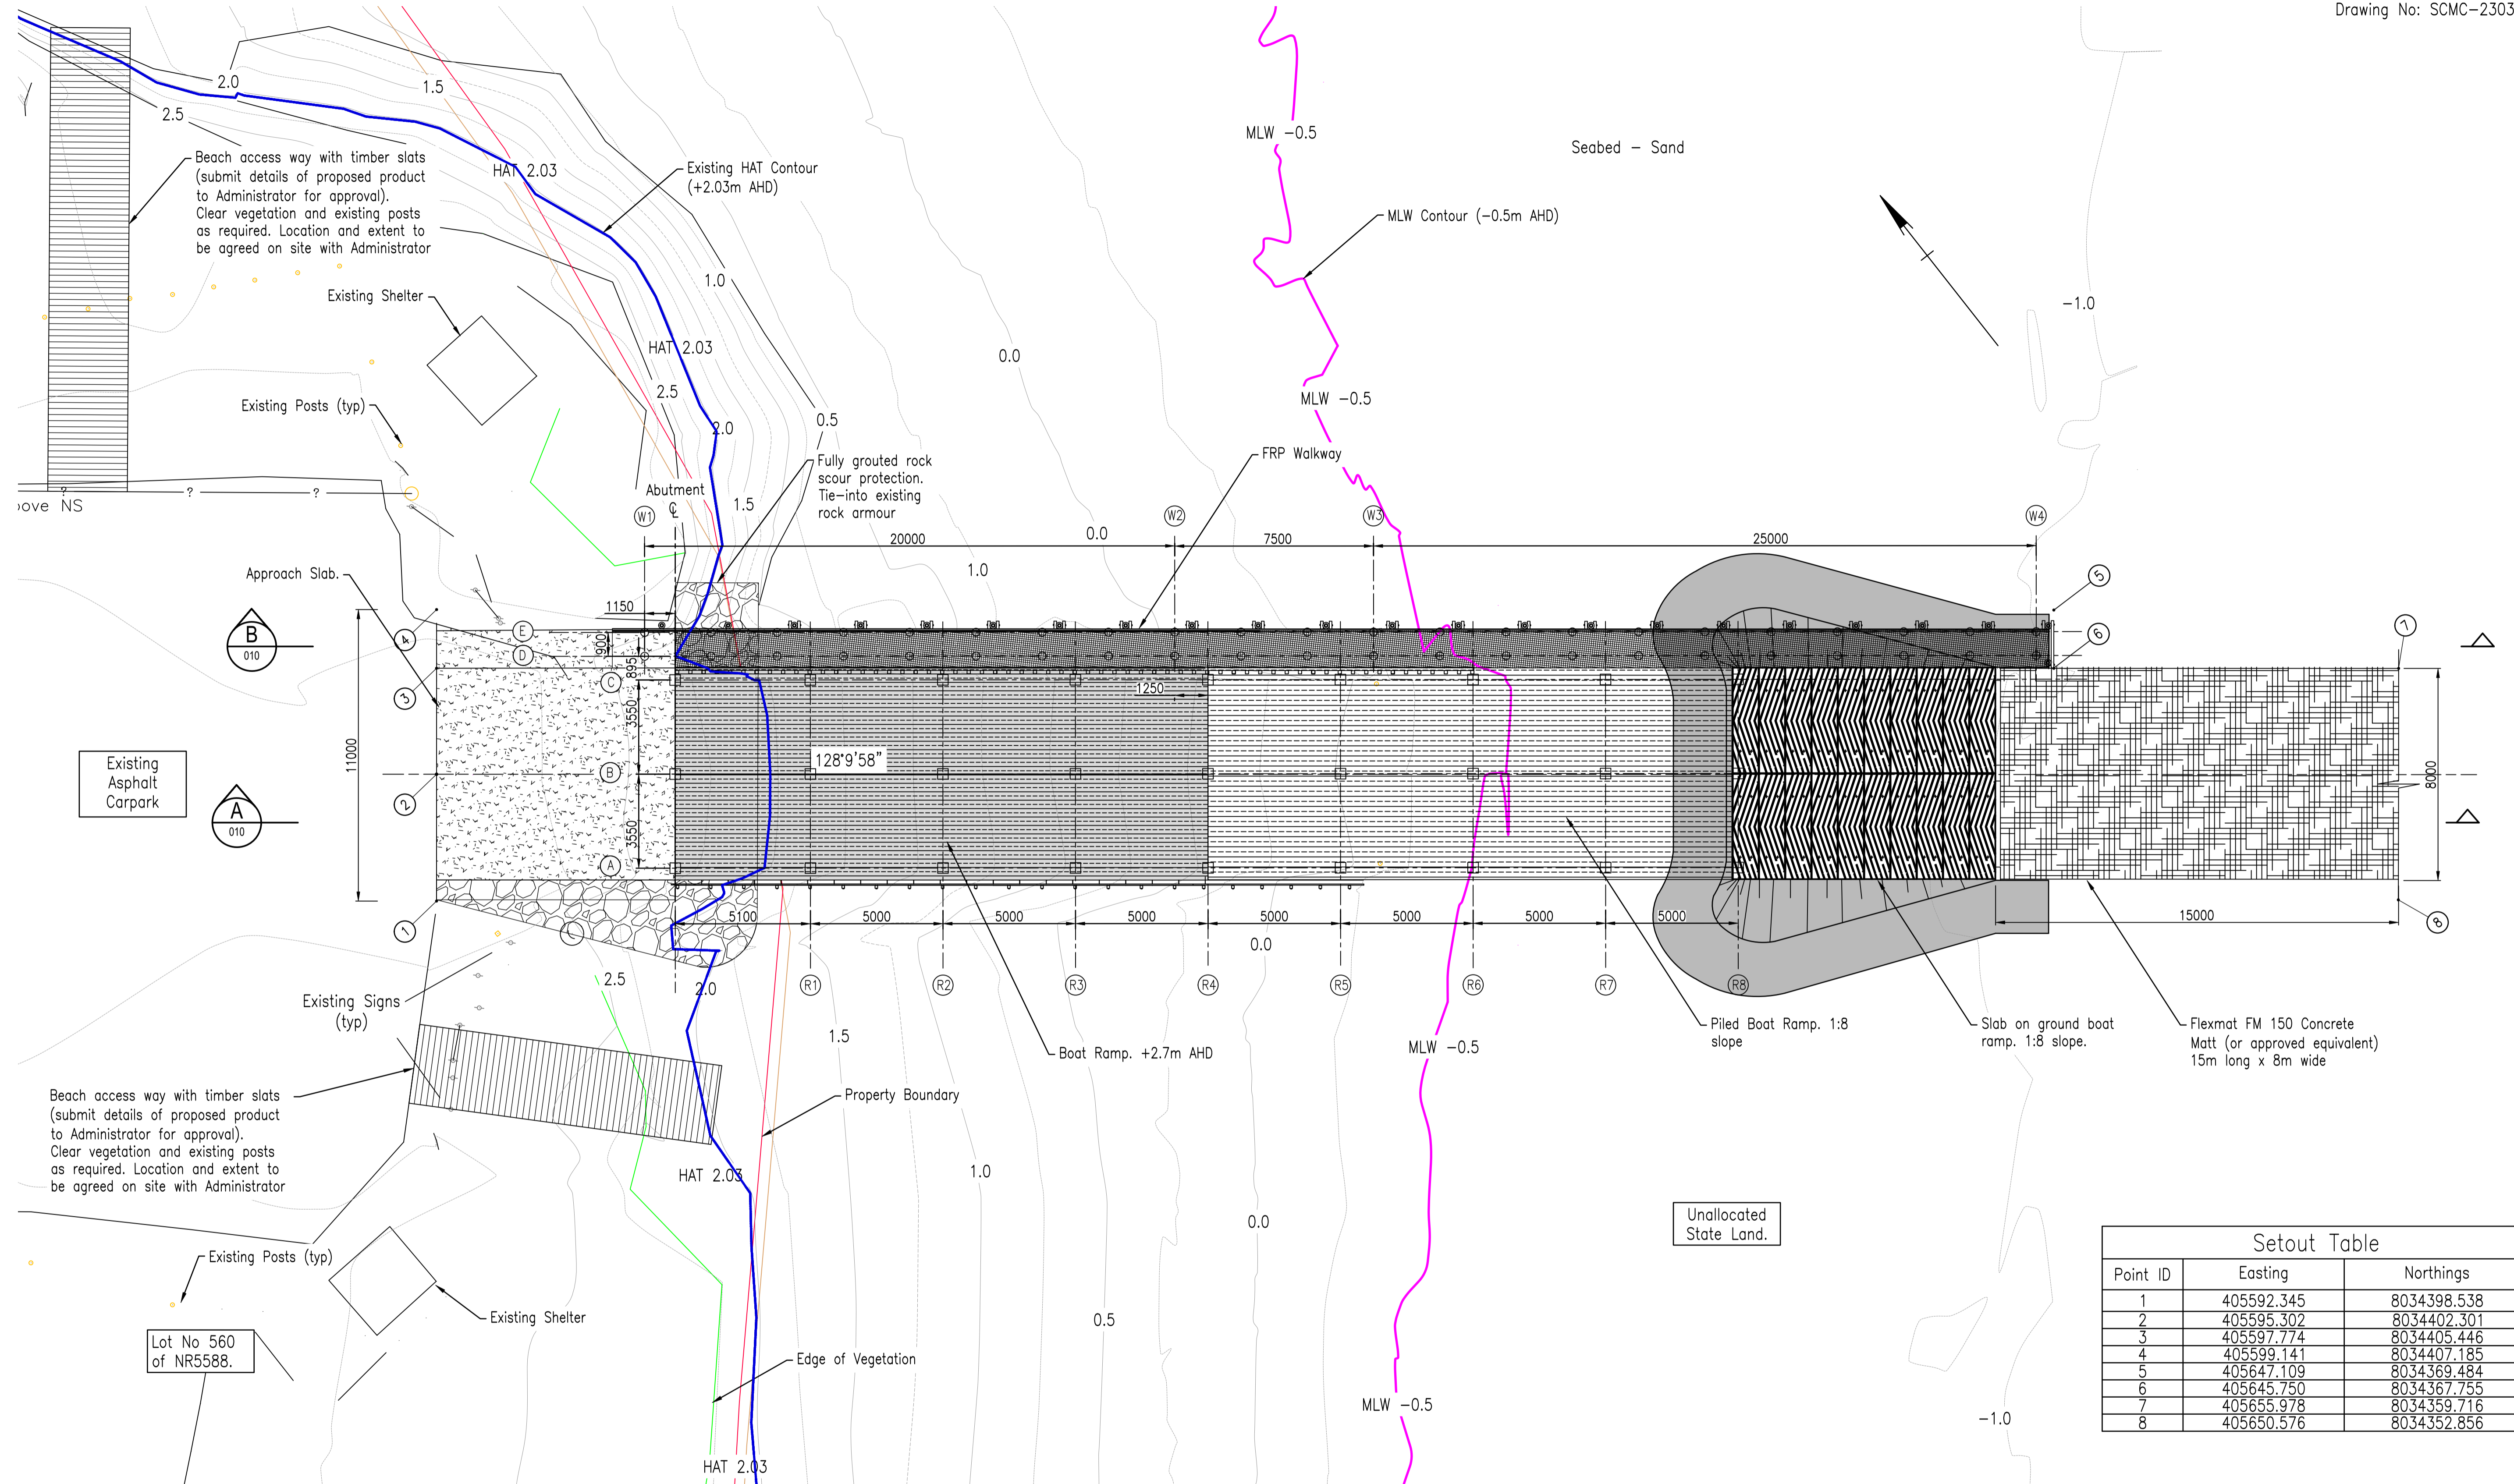 Drawing No: SCMC-2303
2.0
1.5
2.5
MLW -0.5
Seabed - Sand
Beach access way with timber slats
(submit details of proposed product
to Administrator for approval).
Clear vegetation and existing posts
as required. Location and extent to
be agreed on site with Administrator
HAT 2.03
Existing HAT Contour
(+2.03m AHD)
MLW Contour (-0.5m AHD)
1.0
-1.0
Existing Shelter
HAT 2.03
0.0
2.5
MLW -0.5
Existing Posts (typ)
2.0
0.5
FRP Walkway
Fully grouted rock
scour protection.
Tie-into existing
rock armour
? ? ?
Abutment
1.5
W1
W2
W3
W4
20000
0.0
7500
25000
Approach Slab.
1.0
5
1150
B
010
4
E
D
900
6
7
3
C
895
1250
3550
11000
Existing
Asphalt
Carpark
128°9'58"
B
8000
2
A
010
3550
A
1
5100
5000
5000
5000
5000
5000
5000
5000
15000
8
0.0
R1
R2
R3
R4
R5
R6
R7
R8
2.5
2.0
Existing Signs
(typ)
1.5
Boat Ramp. +2.7m AHD
MLW -0.5
Piled Boat Ramp. 1:8
slope
Slab on ground boat
ramp. 1:8 slope.
Flexmat FM 150 Concrete
Matt (or approved equivalent)
15m long x 8m wide
Beach access way with timber slats
(submit details of proposed product
to Administrator for approval).
Clear vegetation and existing posts
as required. Location and extent to
be agreed on site with Administrator
Property Boundary
HAT 2.03
1.0
0.0
Unallocated
State Land.
Existing Posts (typ)
Existing Shelter
0.5
Lot No 560
of NR5588.
Edge of Vegetation
MLW -0.5
-1.0
HAT 2.03
Setout Table
Point ID Easting Northings
1 405592.345 8034398.538
2 405595.302 8034402.301
3 405597.774 8034405.446
4 405599.141 8034407.185
5 405647.109 8034369.484
6 405645.750 8034367.755
7 405655.978 8034359.716
8 405650.576 8034352.856